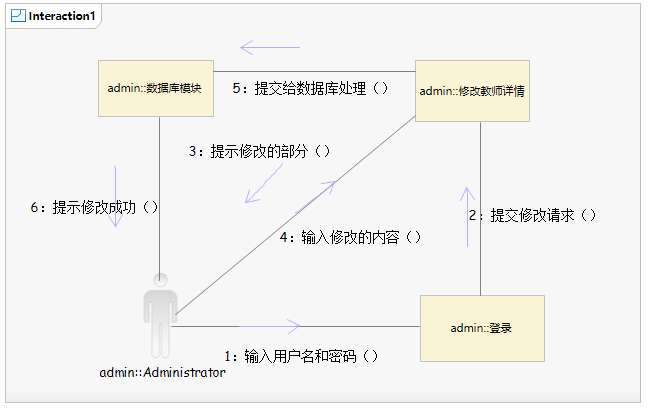 Interaction1
admin::数据库模块
admin::修改教师详情
5：提交给数据库处理（）
3：提示修改的部分（）
6：提示修改成功（）
2：提交修改请求（）
4：输入修改的内容（）
admin::登录
1：输入用户名和密码（）
admin::Administrator